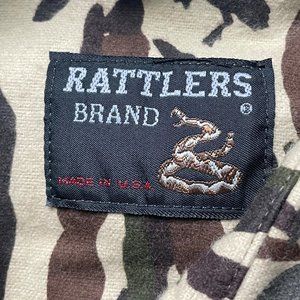 RATTLERS
BRAND ®
MADE IN U.S.A.